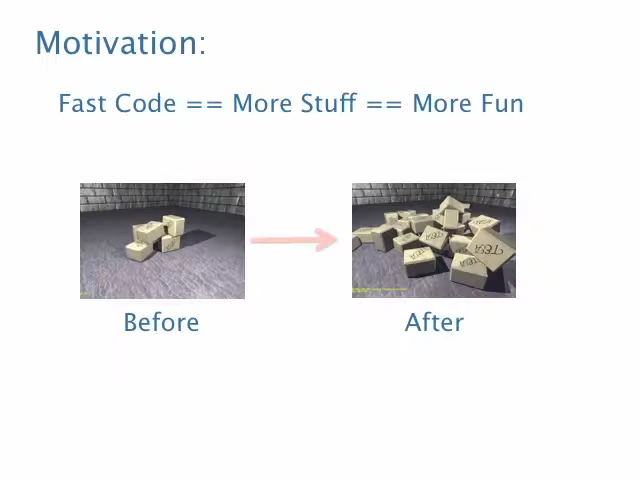 Motivation:
Fast Code == More Stuff == More Fun
Before
After